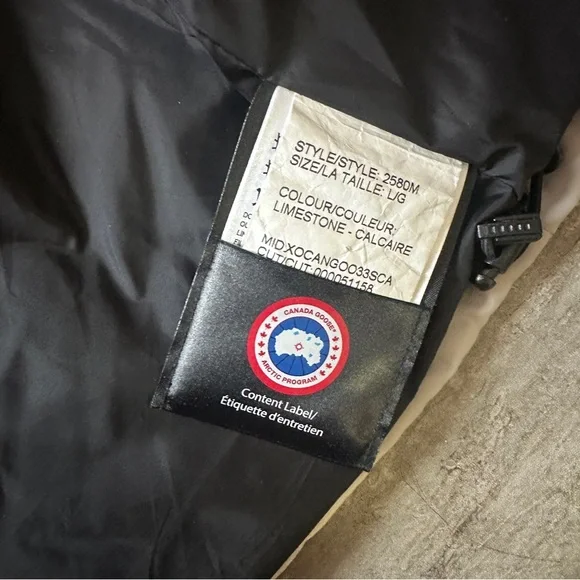 STYLE/STYLE: 2580M
SIZE/LA TAILLE: L/G
COLOUR/COULEUR:
LIMESTONE - CALCAIRE
MID:XOCANGOO33SCA
CUT/CUT: 000051158
CANADA GOOSE®
ARCTIC PROGRAM
Content Label/
Étiquette d'entretien